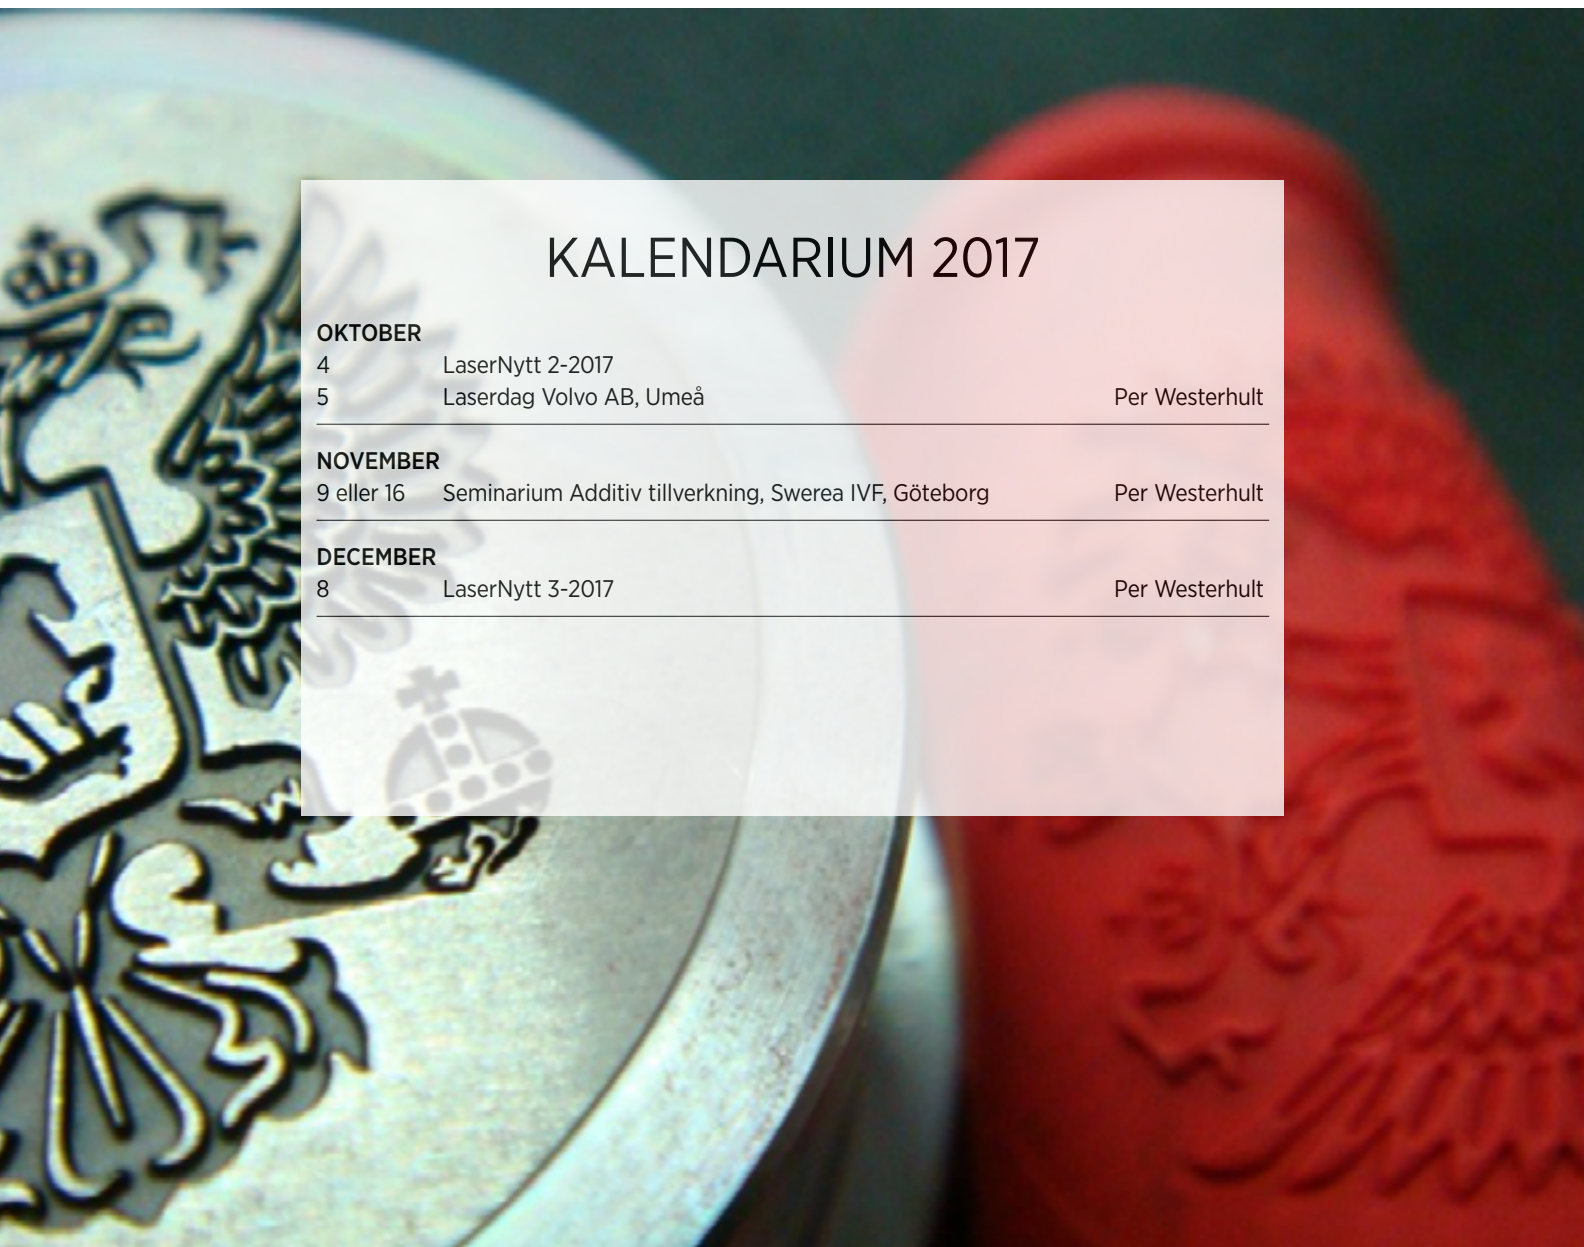 KALENDARIUM 2017
OKTOBER
4 LaserNytt 2-2017
5 Laserdag Volvo AB, Umeå Per Westerhult
NOVEMBER
9 eller 16 Seminarium Additiv tillverkning, Swerea IVF, Göteborg Per Westerhult
DECEMBER
8 LaserNytt 3-2017 Per Westerhult